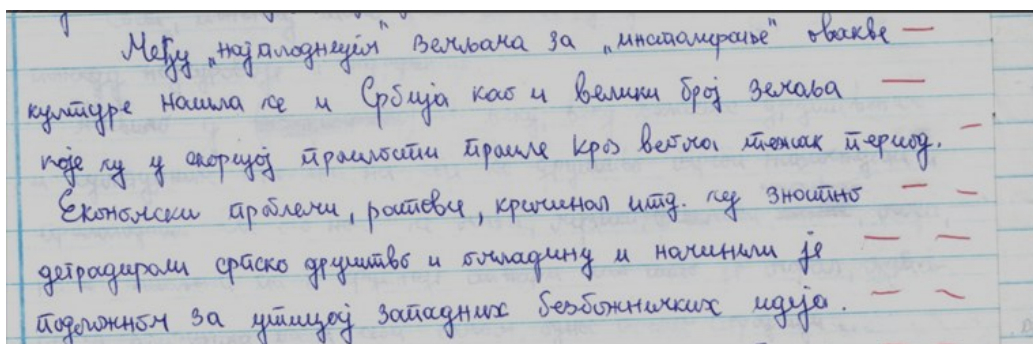 Међу „најплоднијим" земљама за „инсталирање" овакве
културе нашла се и Србија као и велики број земаља
које су у скоријој прошлости прошле кроз веома тежак период.
Економски проблеми, ратови, криминал итд. су знатно
деградирали српско друштво и омладину и начинили је
подложном за утицај западних безбожничких идеја.